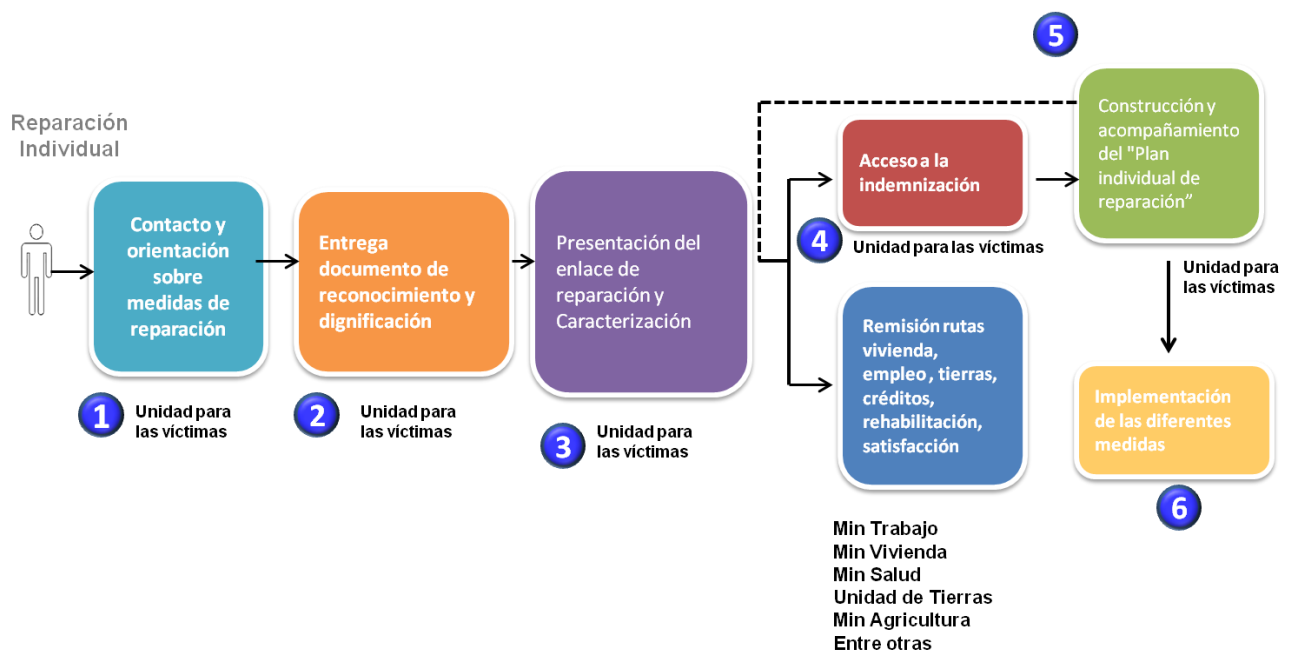 Reparación
Individual
Contacto y
orientación
sobre
medidas de
reparación
1
Unidad para
las víctimas
Entrega
documento de
reconocimiento y
dignificación
2
Unidad para
las víctimas
Presentación del
enlace de
reparación y
Caracterización
3
Unidad para
las víctimas
Acceso a la
indemnización
4
Unidad para las víctimas
Remisión rutas
vivienda,
empleo , tierras,
créditos,
rehabilitación,
satisfacción
Min Trabajo
Min Vivienda
Min Salud
Unidad de Tierras
Min Agricultura
Entre otras
5
Construcción y
acompañamiento
del "Plan
individual de
reparación”
Unidad para
las víctimas
Implementación
de las diferentes
medidas
6